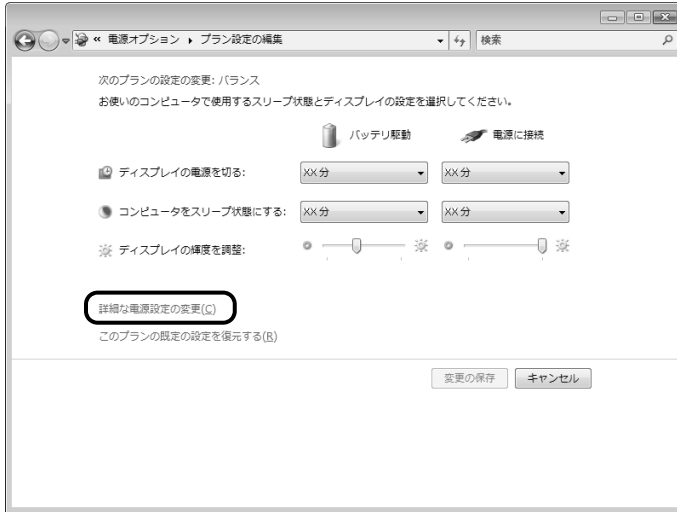 « 電源オプション ▸ プラン設定の編集
検索
次のプランの設定の変更: バランス
お使いのコンピュータで使用するスリープ状態とディスプレイの設定を選択してください。
バッテリ駆動 電源に接続
ディスプレイの電源を切る: XX分 XX分
コンピュータをスリープ状態にする: XX分 XX分
ディスプレイの輝度を調整:
詳細な電源設定の変更(C)
このプランの既定の設定を復元する(R)
変更の保存 キャンセル